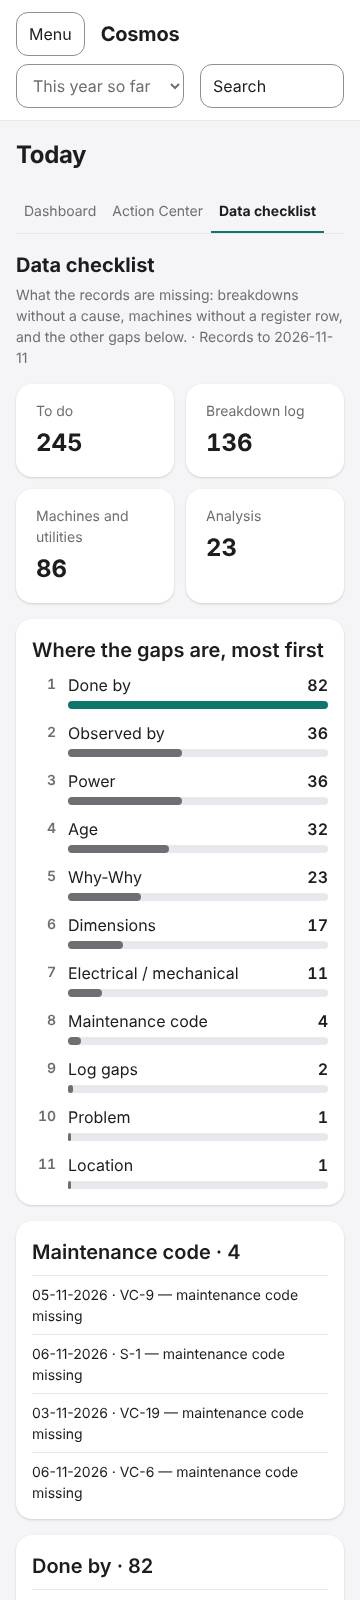 Menu
Cosmos
This year so far
Search
Today
Dashboard
Action Center
Data checklist
Data checklist
What the records are missing: breakdowns
without a cause, machines without a register row,
and the other gaps below. · Records to 2026-11-
11
To do
245
Breakdown log
136
Machines and
utilities
86
Analysis
23
Where the gaps are, most first
1 Done by 82
2 Observed by 36
3 Power 36
4 Age 32
5 Why-Why 23
6 Dimensions 17
7 Electrical / mechanical 11
8 Maintenance code 4
9 Log gaps 2
10 Problem 1
11 Location 1
Maintenance code · 4
05-11-2026 · VC-9 — maintenance code
missing
06-11-2026 · S-1 — maintenance code
missing
03-11-2026 · VC-19 — maintenance code
missing
06-11-2026 · VC-6 — maintenance code
missing
Done by · 82